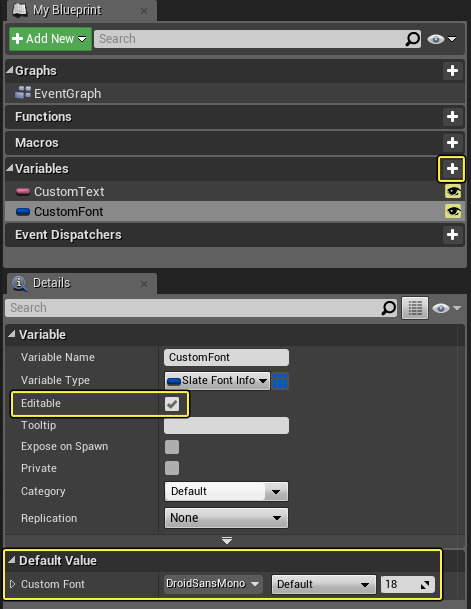 My Blueprint
Add New
Search
Graphs
EventGraph
Functions
Macros
Variables
CustomText
CustomFont
Event Dispatchers
Details
Search
Variable
Variable Name CustomFont
Variable Type Slate Font Info
Editable
Tooltip
Expose on Spawn
Private
Category Default
Replication None
Default Value
Custom Font DroidSansMono Default 18